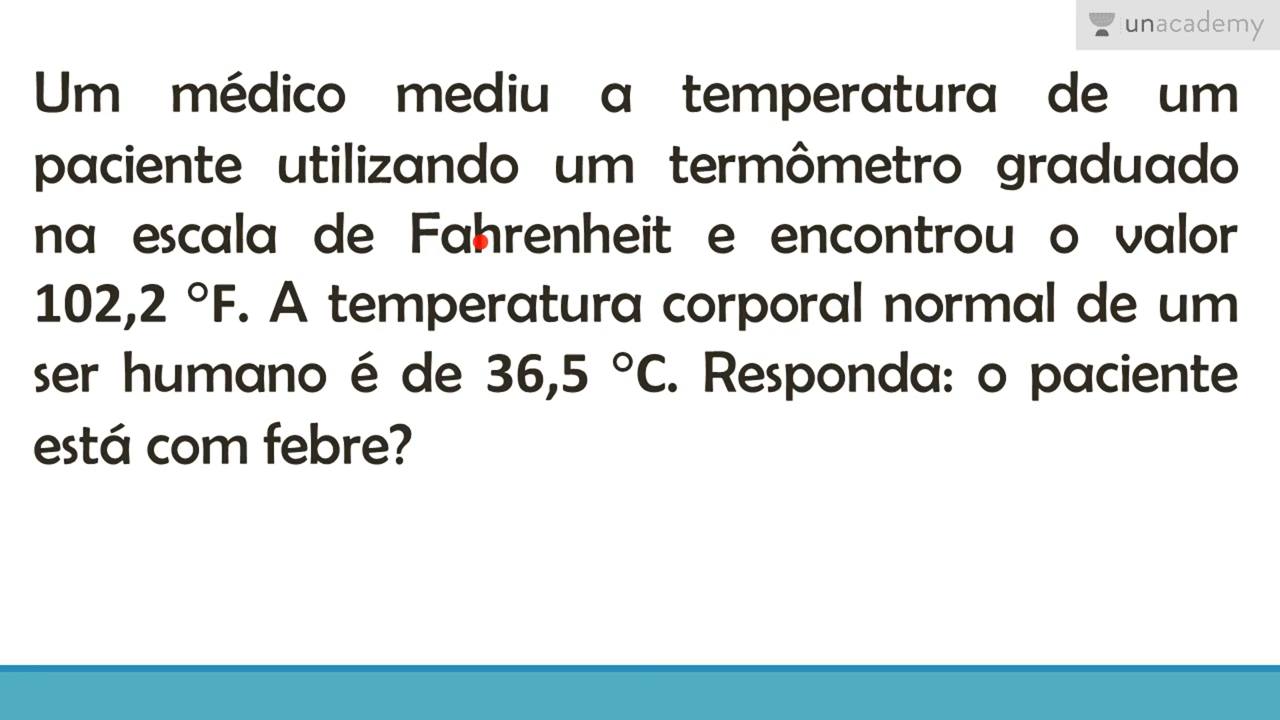 unacademy
Um médico mediu a temperatura de um
paciente utilizando um termômetro graduado
na escala de Fahrenheit e encontrou o valor
102,2 °F. A temperatura corporal normal de um
ser humano é de 36,5 °C. Responda: o paciente
está com febre?